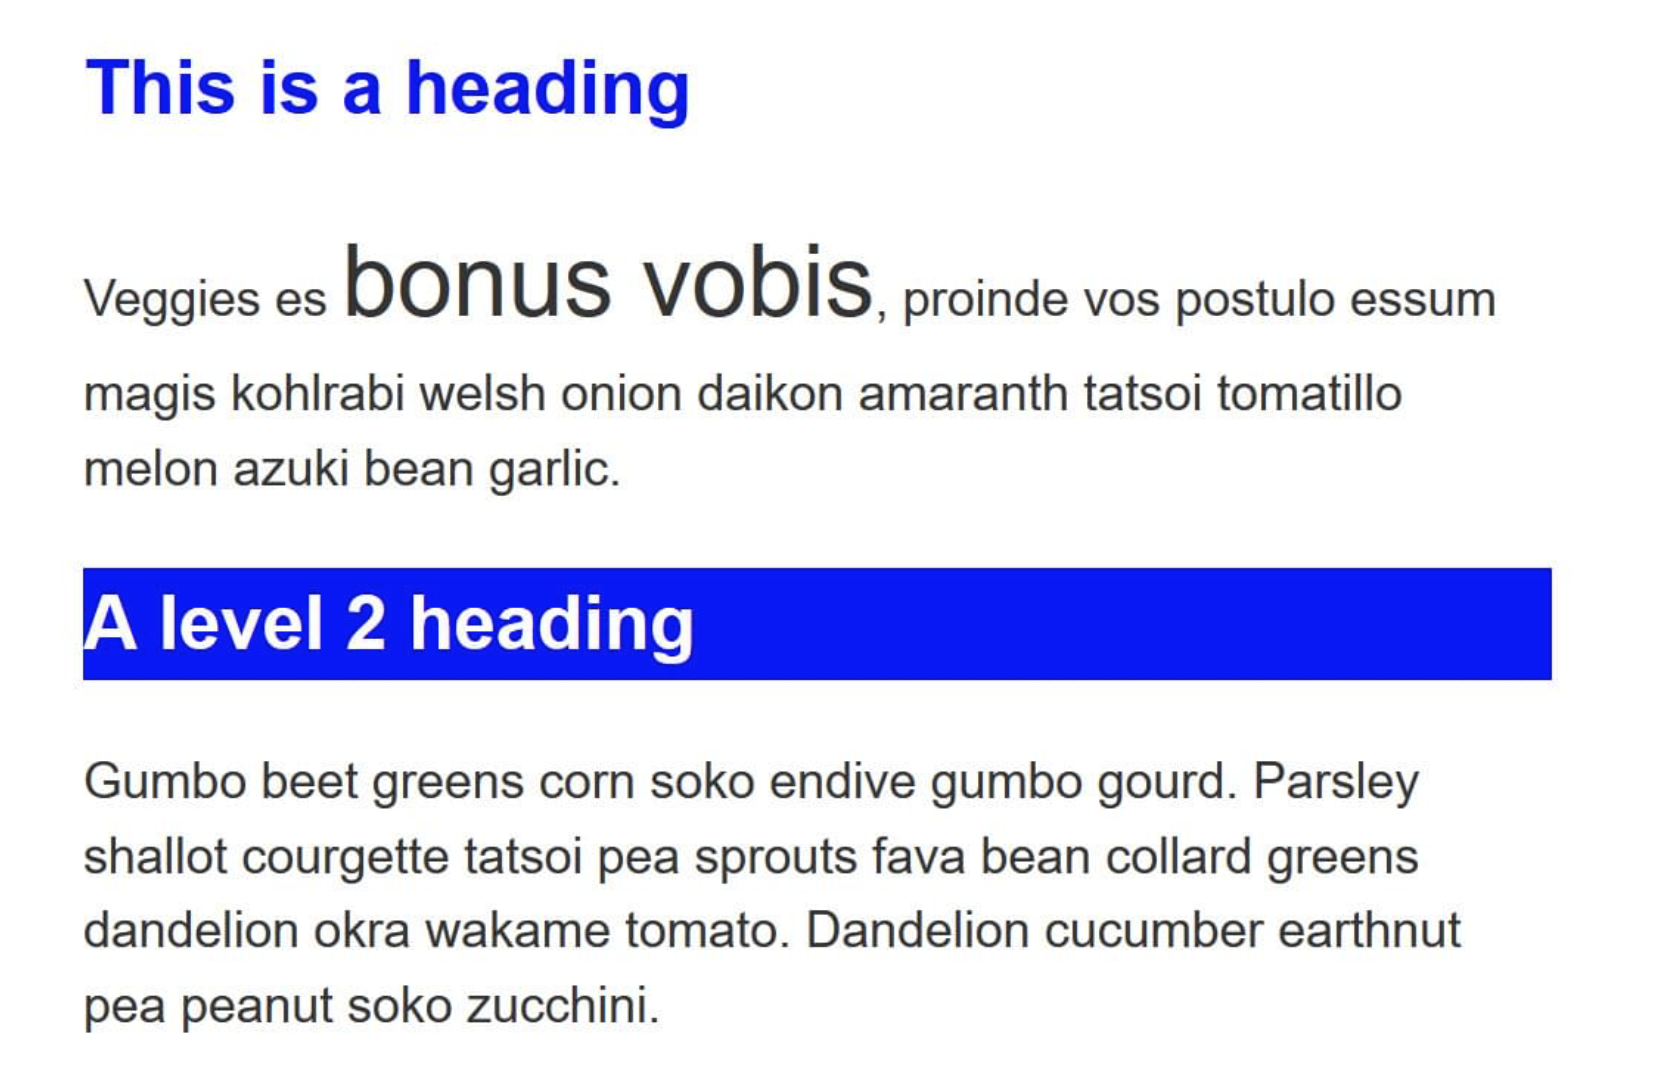 This is a heading
Veggies es bonus vobis, proinde vos postulo essum
magis kohlrabi welsh onion daikon amaranth tatsoi tomatillo
melon azuki bean garlic.
A level 2 heading
Gumbo beet greens corn soko endive gumbo gourd. Parsley
shallot courgette tatsoi pea sprouts fava bean collard greens
dandelion okra wakame tomato. Dandelion cucumber earthnut
pea peanut soko zucchini.